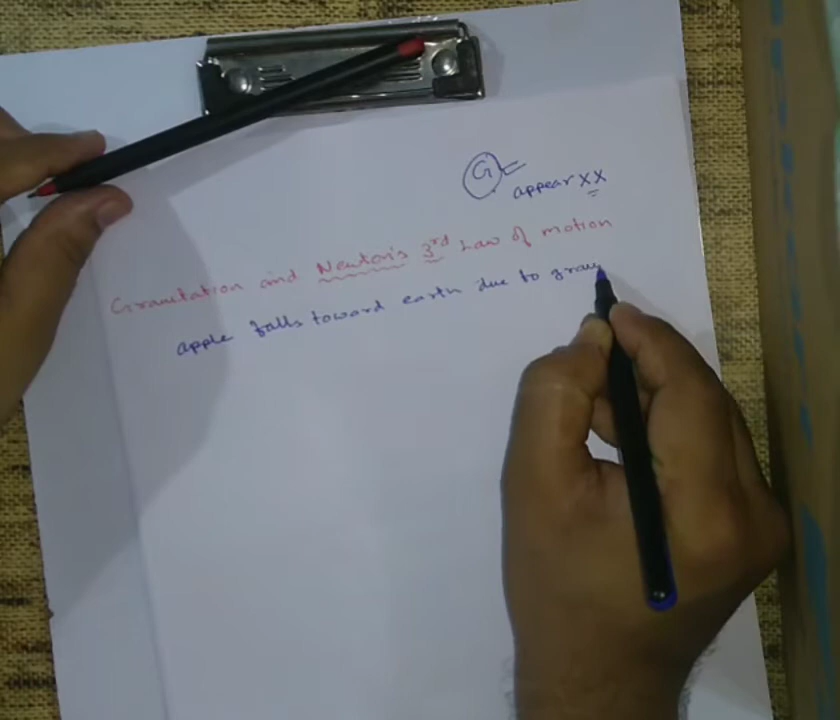 G
appear XX
Gravitation and Newton's 3rd Law of motion
apple falls toward earth due to grav